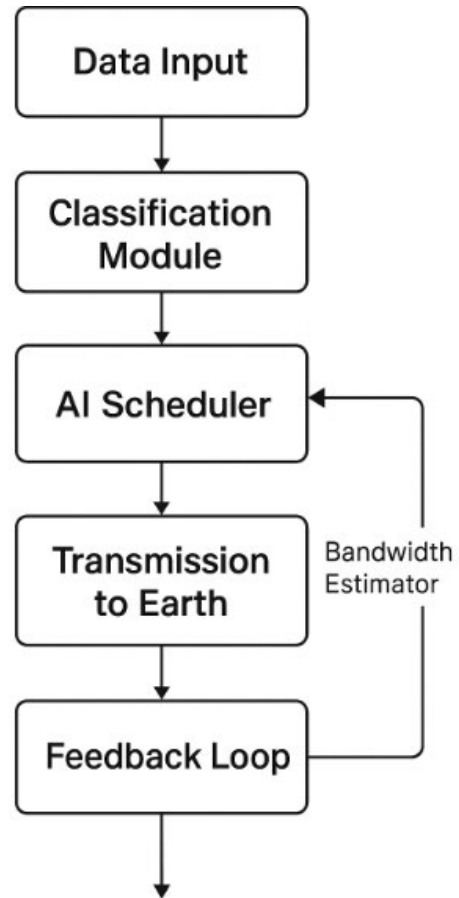 Data Input
Classification
Module
AI Scheduler
Transmission
to Earth
Bandwidth
Estimator
Feedback Loop